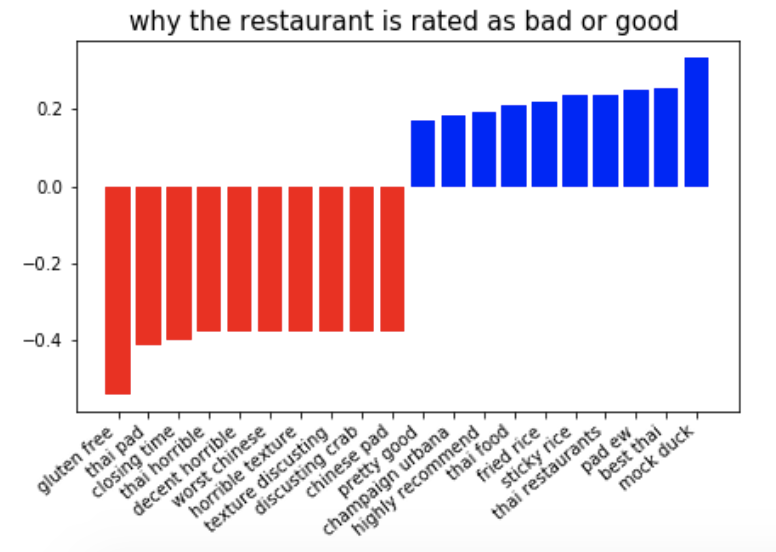 why the restaurant is rated as bad or good
0.2
0.0
−0.2
−0.4
gluten free
thai pad
closing time
thai horrible
decent horrible
worst chinese
horrible texture
texture discusting
discusting crab
chinese pad
pretty good
champaign urbana
highly recommend
thai food
fried rice
sticky rice
thai restaurants
pad ew
best thai
mock duck